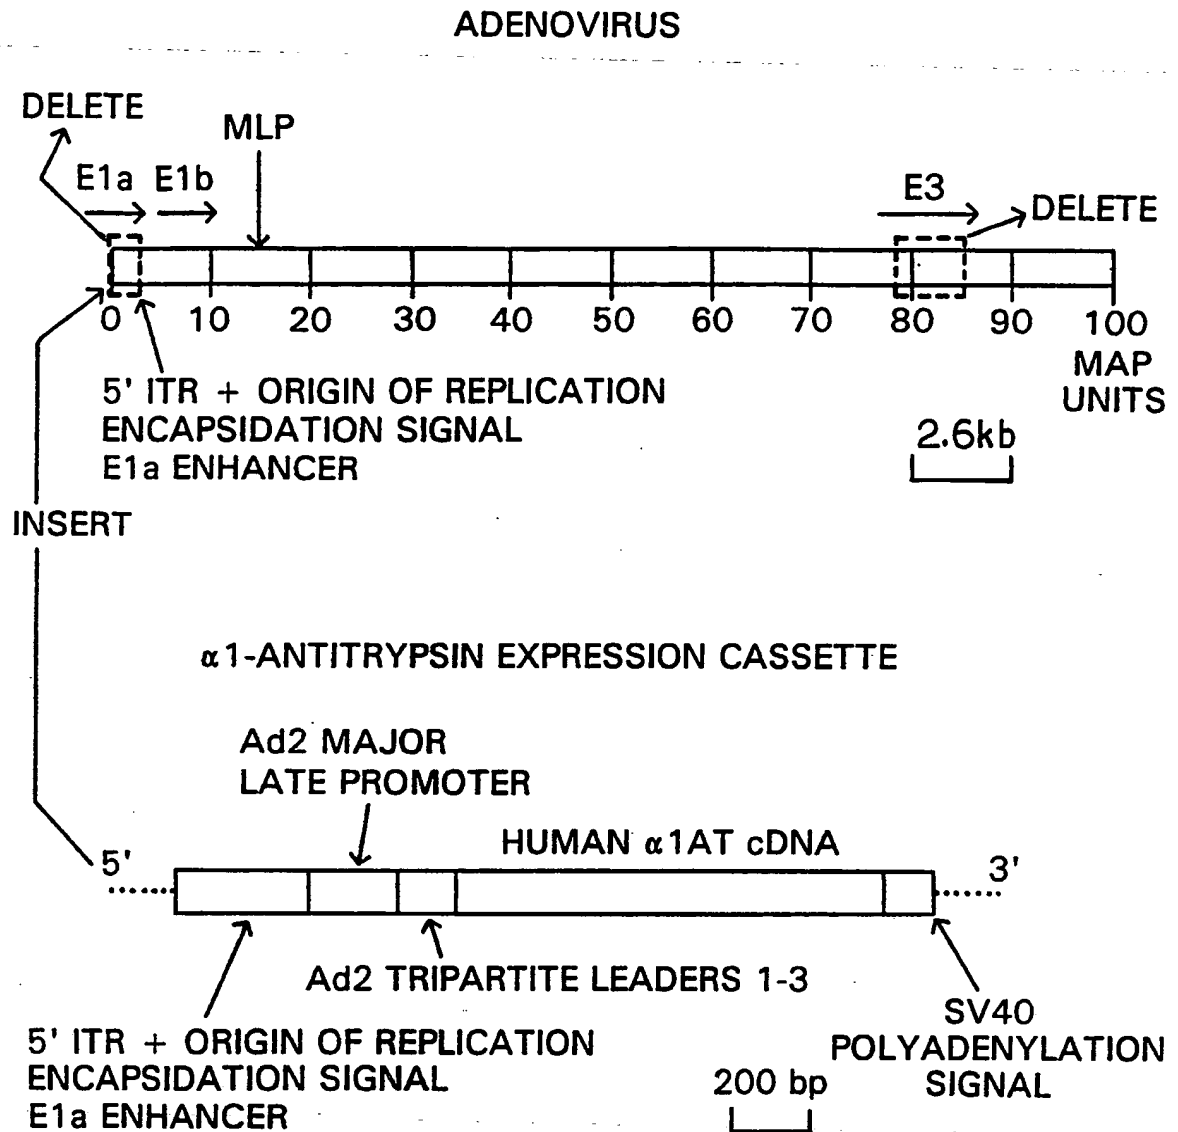 ADENOVIRUS
DELETE
MLP
E1a E1b
E3
DELETE
0 10 20 30 40 50 60 70 80 90 100
MAP
UNITS
5' ITR + ORIGIN OF REPLICATION
ENCAPSIDATION SIGNAL
E1a ENHANCER
2.6kb
INSERT
α1-ANTITRYPSIN EXPRESSION CASSETTE
Ad2 MAJOR
LATE PROMOTER
HUMAN α1AT cDNA
5'
3'
Ad2 TRIPARTITE LEADERS 1-3
SV40
POLYADENYLATION
SIGNAL
5' ITR + ORIGIN OF REPLICATION
ENCAPSIDATION SIGNAL
E1a ENHANCER
200 bp